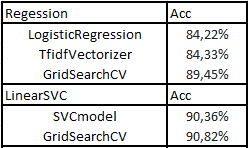 Regession Acc
LogisticRegression 84,22%
TfidfVectorizer 84,33%
GridSearchCV 89,45%
LinearSVC Acc
SVCmodel 90,36%
GridSearchCV 90,82%